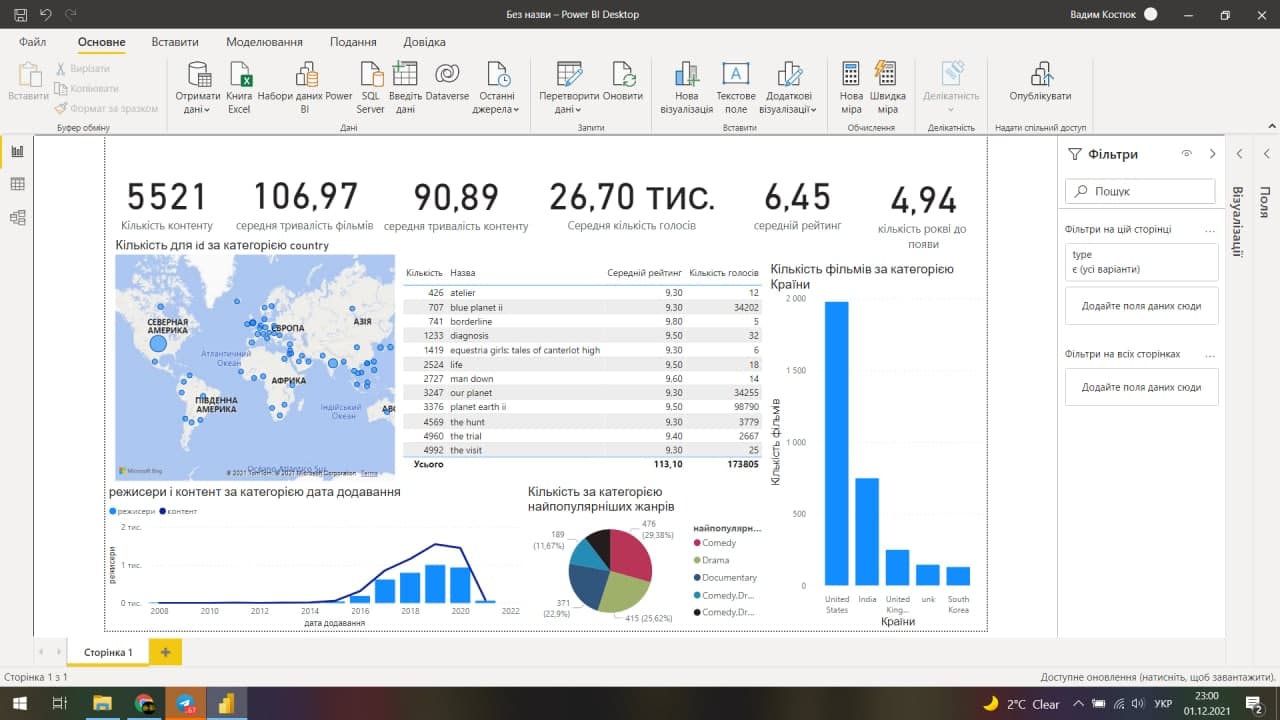 Без назви – Power BI Desktop
Вадим Костюк
Файл Основне Вставити Моделювання Подання Довідка
Вставити
Вирізати
Копіювати
Формат за зразком
Буфер обміну
Отримати дані
Книга Excel
Набори даних Power BI
SQL Server
Введіть дані
Dataverse
Останні джерела
Дані
Перетворити дані
Оновити
Запити
Нова візуалізація
Текстове поле
Додаткові візуалізації
Вставити
Нова міра
Швидка міра
Обчислення
Делікатність
Делікатність
Опублікувати
Надати спільний доступ
5521
Кількість контенту
106,97
середня тривалість фільмів
90,89
середня тривалість контенту
26,70 тис.
Середня кількість голосів
6,45
середній рейтинг
4,94
кількість рокві до
появи
Кількість для id за категорією country
СЕВЕРНАЯ
АМЕРИКА
ЄВРОПА
АЗІЯ
Атлантичний
Океан
АФРИКА
ПІВДЕННА
АМЕРИКА
Індійський
Океан
Microsoft Bing
© 2021 TomTom, © 2021 Microsoft Corporation Terms
Кількість Назва Середній рейтинг Кількість голосів
426 atelier 9,30 12
707 blue planet ii 9,30 34202
741 borderline 9,80 5
1233 diagnosis 9,50 32
1419 equestria girls: tales of canterlot high 9,30 6
2524 life 9,50 18
2727 man down 9,60 14
3247 our planet 9,30 34255
3376 planet earth ii 9,50 98790
4569 the hunt 9,30 3779
4960 the trial 9,40 2667
4992 the visit 9,30 25
Усього 113,10 173805
Кількість фільмів за категорією
Країни
Кількість фільмів
2 000
1 500
1 000
500
0
United States
India
United King...
unk
South Korea
Країни
режисери і контент за категорією дата додавання
режисери контент
режисери
2 тис.
1 тис.
0 тис.
2008 2010 2012 2014 2016 2018 2020 2022
дата додавання
Кількість за категорією
найпопулярніших жанрів
476
(29,38%)
415 (25,62%)
371
(22,9%)
189
(11,67%)
найпопулярн...
Comedy
Drama
Documentary
Comedy,Dr...
Comedy,Dr...
Фільтри
Пошук
Фільтри на цій сторінці ...
type
є (усі варіанти)
Додайте поля даних сюди
Фільтри на всіх сторінках ...
Додайте поля даних сюди
Візуалізації
Поля
Сторінка 1
Сторінка 1 з 1
Доступне оновлення (натисніть, щоб завантажити).
67
2°C Clear
УКР
23:00
01.12.2021
2